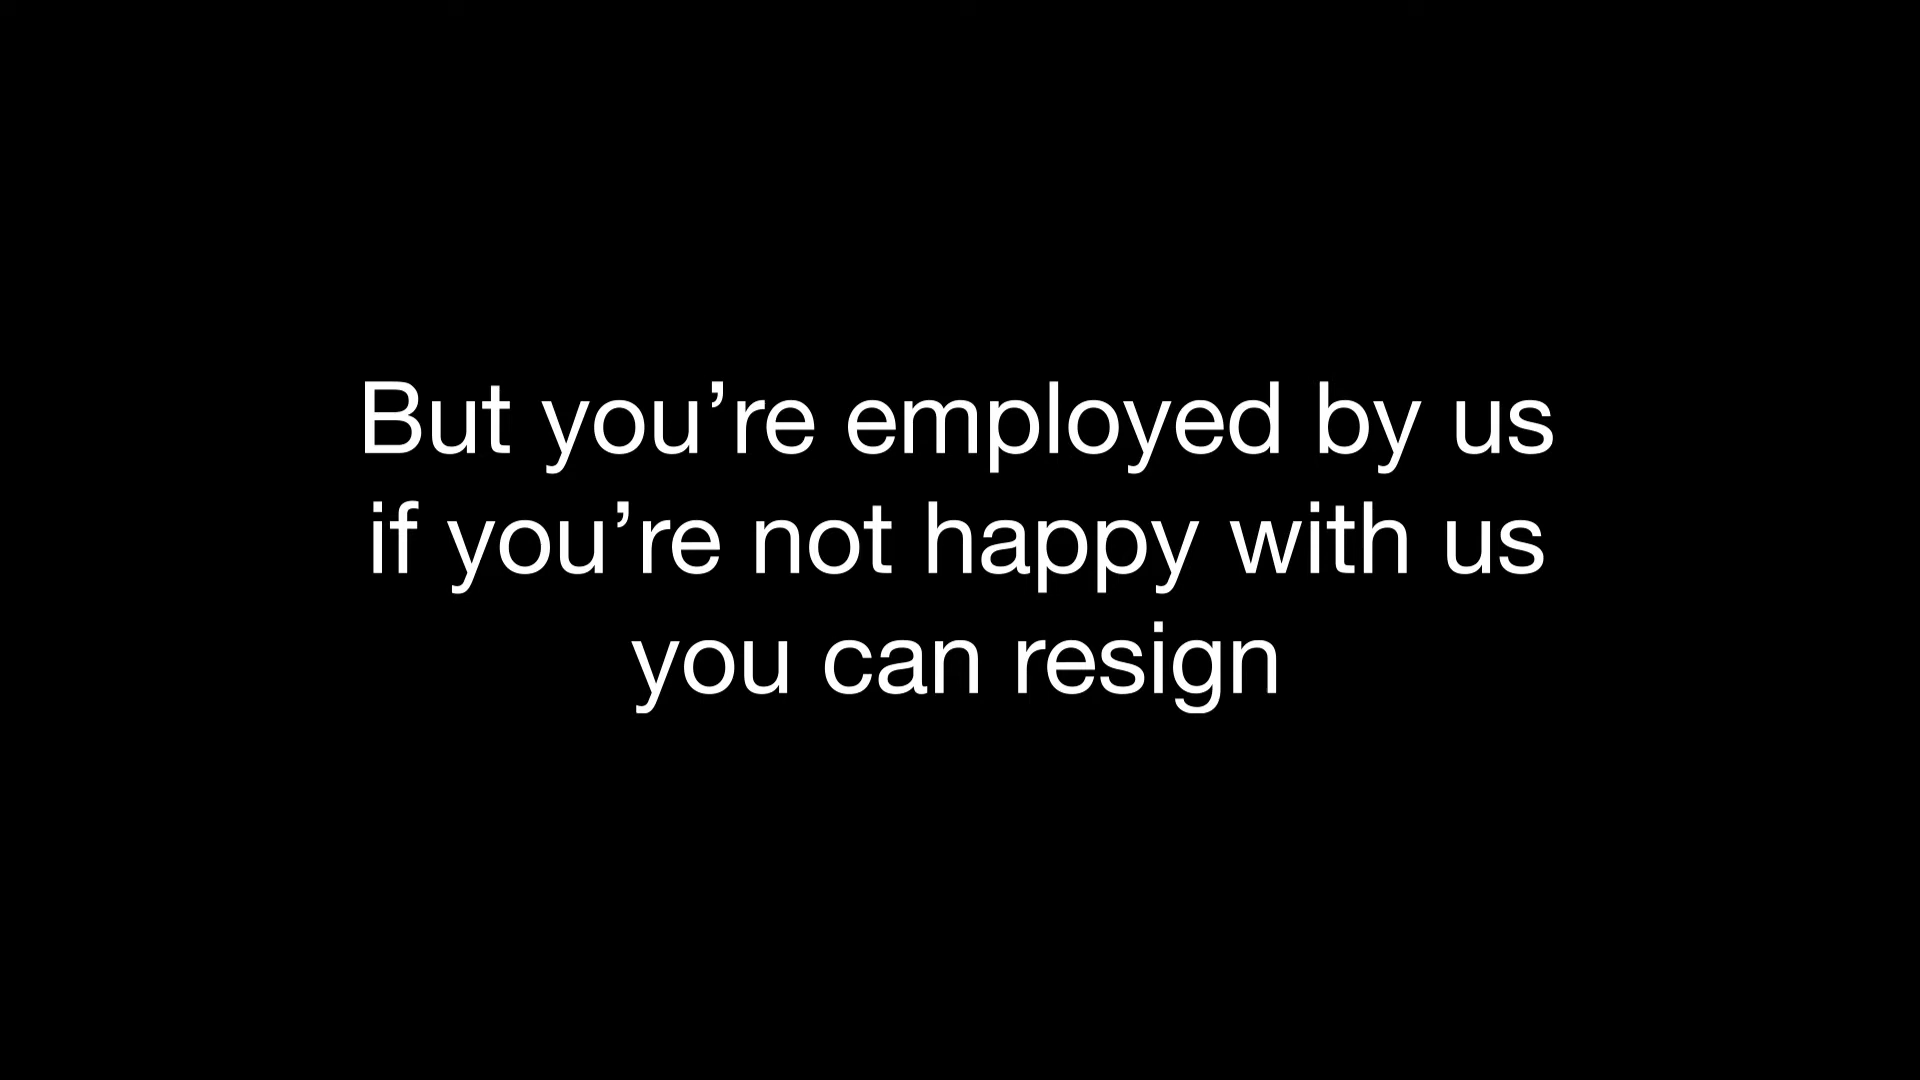 But you’re employed by us
if you’re not happy with us
you can resign